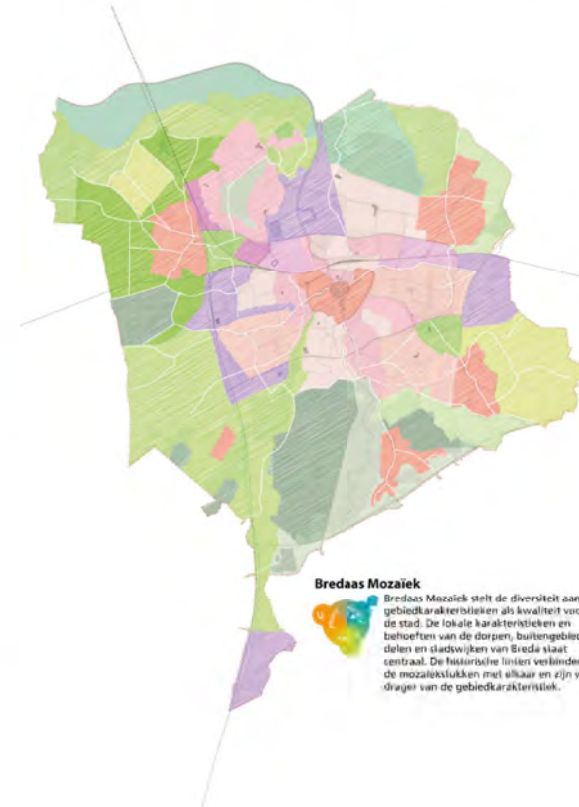 Bredaas Mozaïek
Bredaas Mozaïek stelt de diversiteit aan
gebiedkarakteristieken als kwaliteit voo
de stad. De lokale karakteristieken en
behoeften van de dorpen, buitengebied
delen en stadswijken van Breda staat
centraal. De historische linten verbinden
de mozaïekstukken met elkaar en zijn v
drager van de gebiedkarakteristiek.